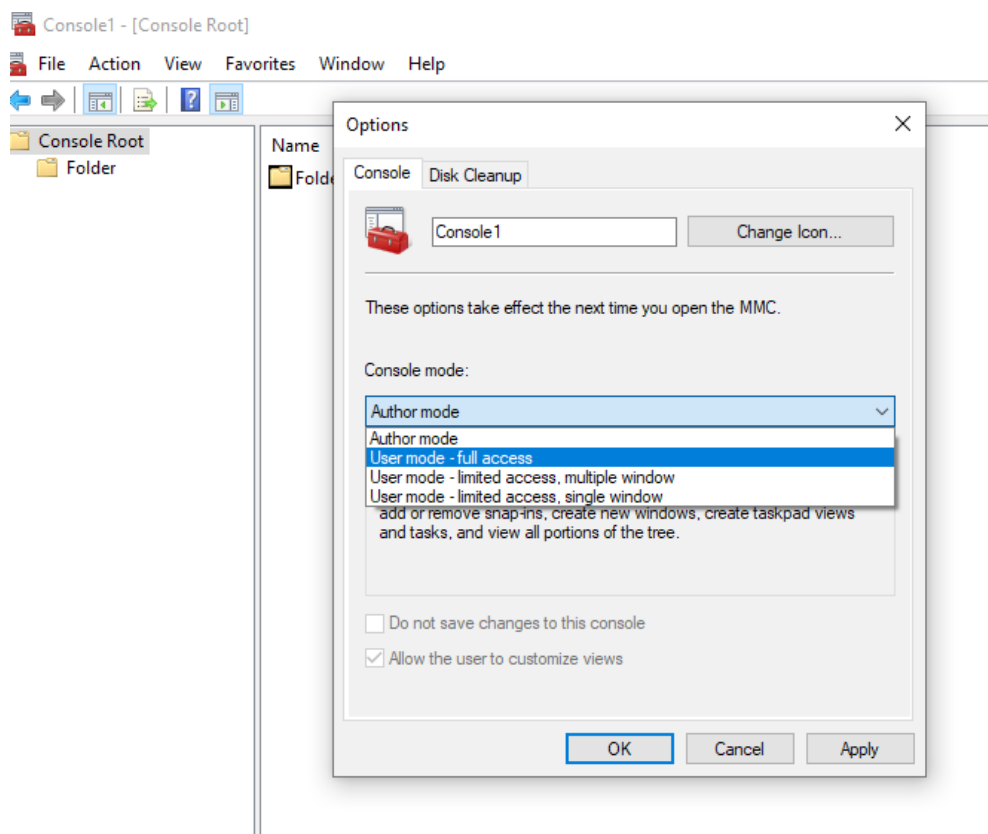 Console1 - [Console Root]
File Action View Favorites Window Help
Console Root
Folder
Name
Folde
Options
Console Disk Cleanup
Console1
Change Icon...
These options take effect the next time you open the MMC.
Console mode:
Author mode
Author mode
User mode - full access
User mode - limited access, multiple window
User mode - limited access, single window
add or remove snap-ins, create new windows, create taskpad views
and tasks, and view all portions of the tree.
Do not save changes to this console
Allow the user to customize views
OK Cancel Apply